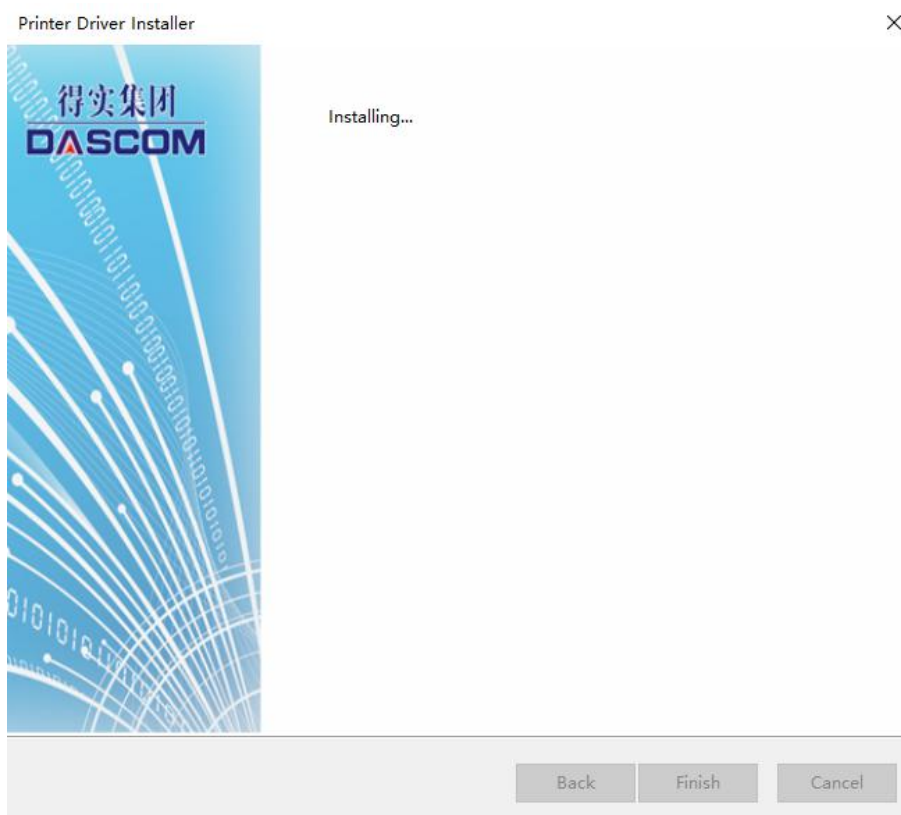 Printer Driver Installer
得实集团
DASCOM
Installing...
Back
Finish
Cancel